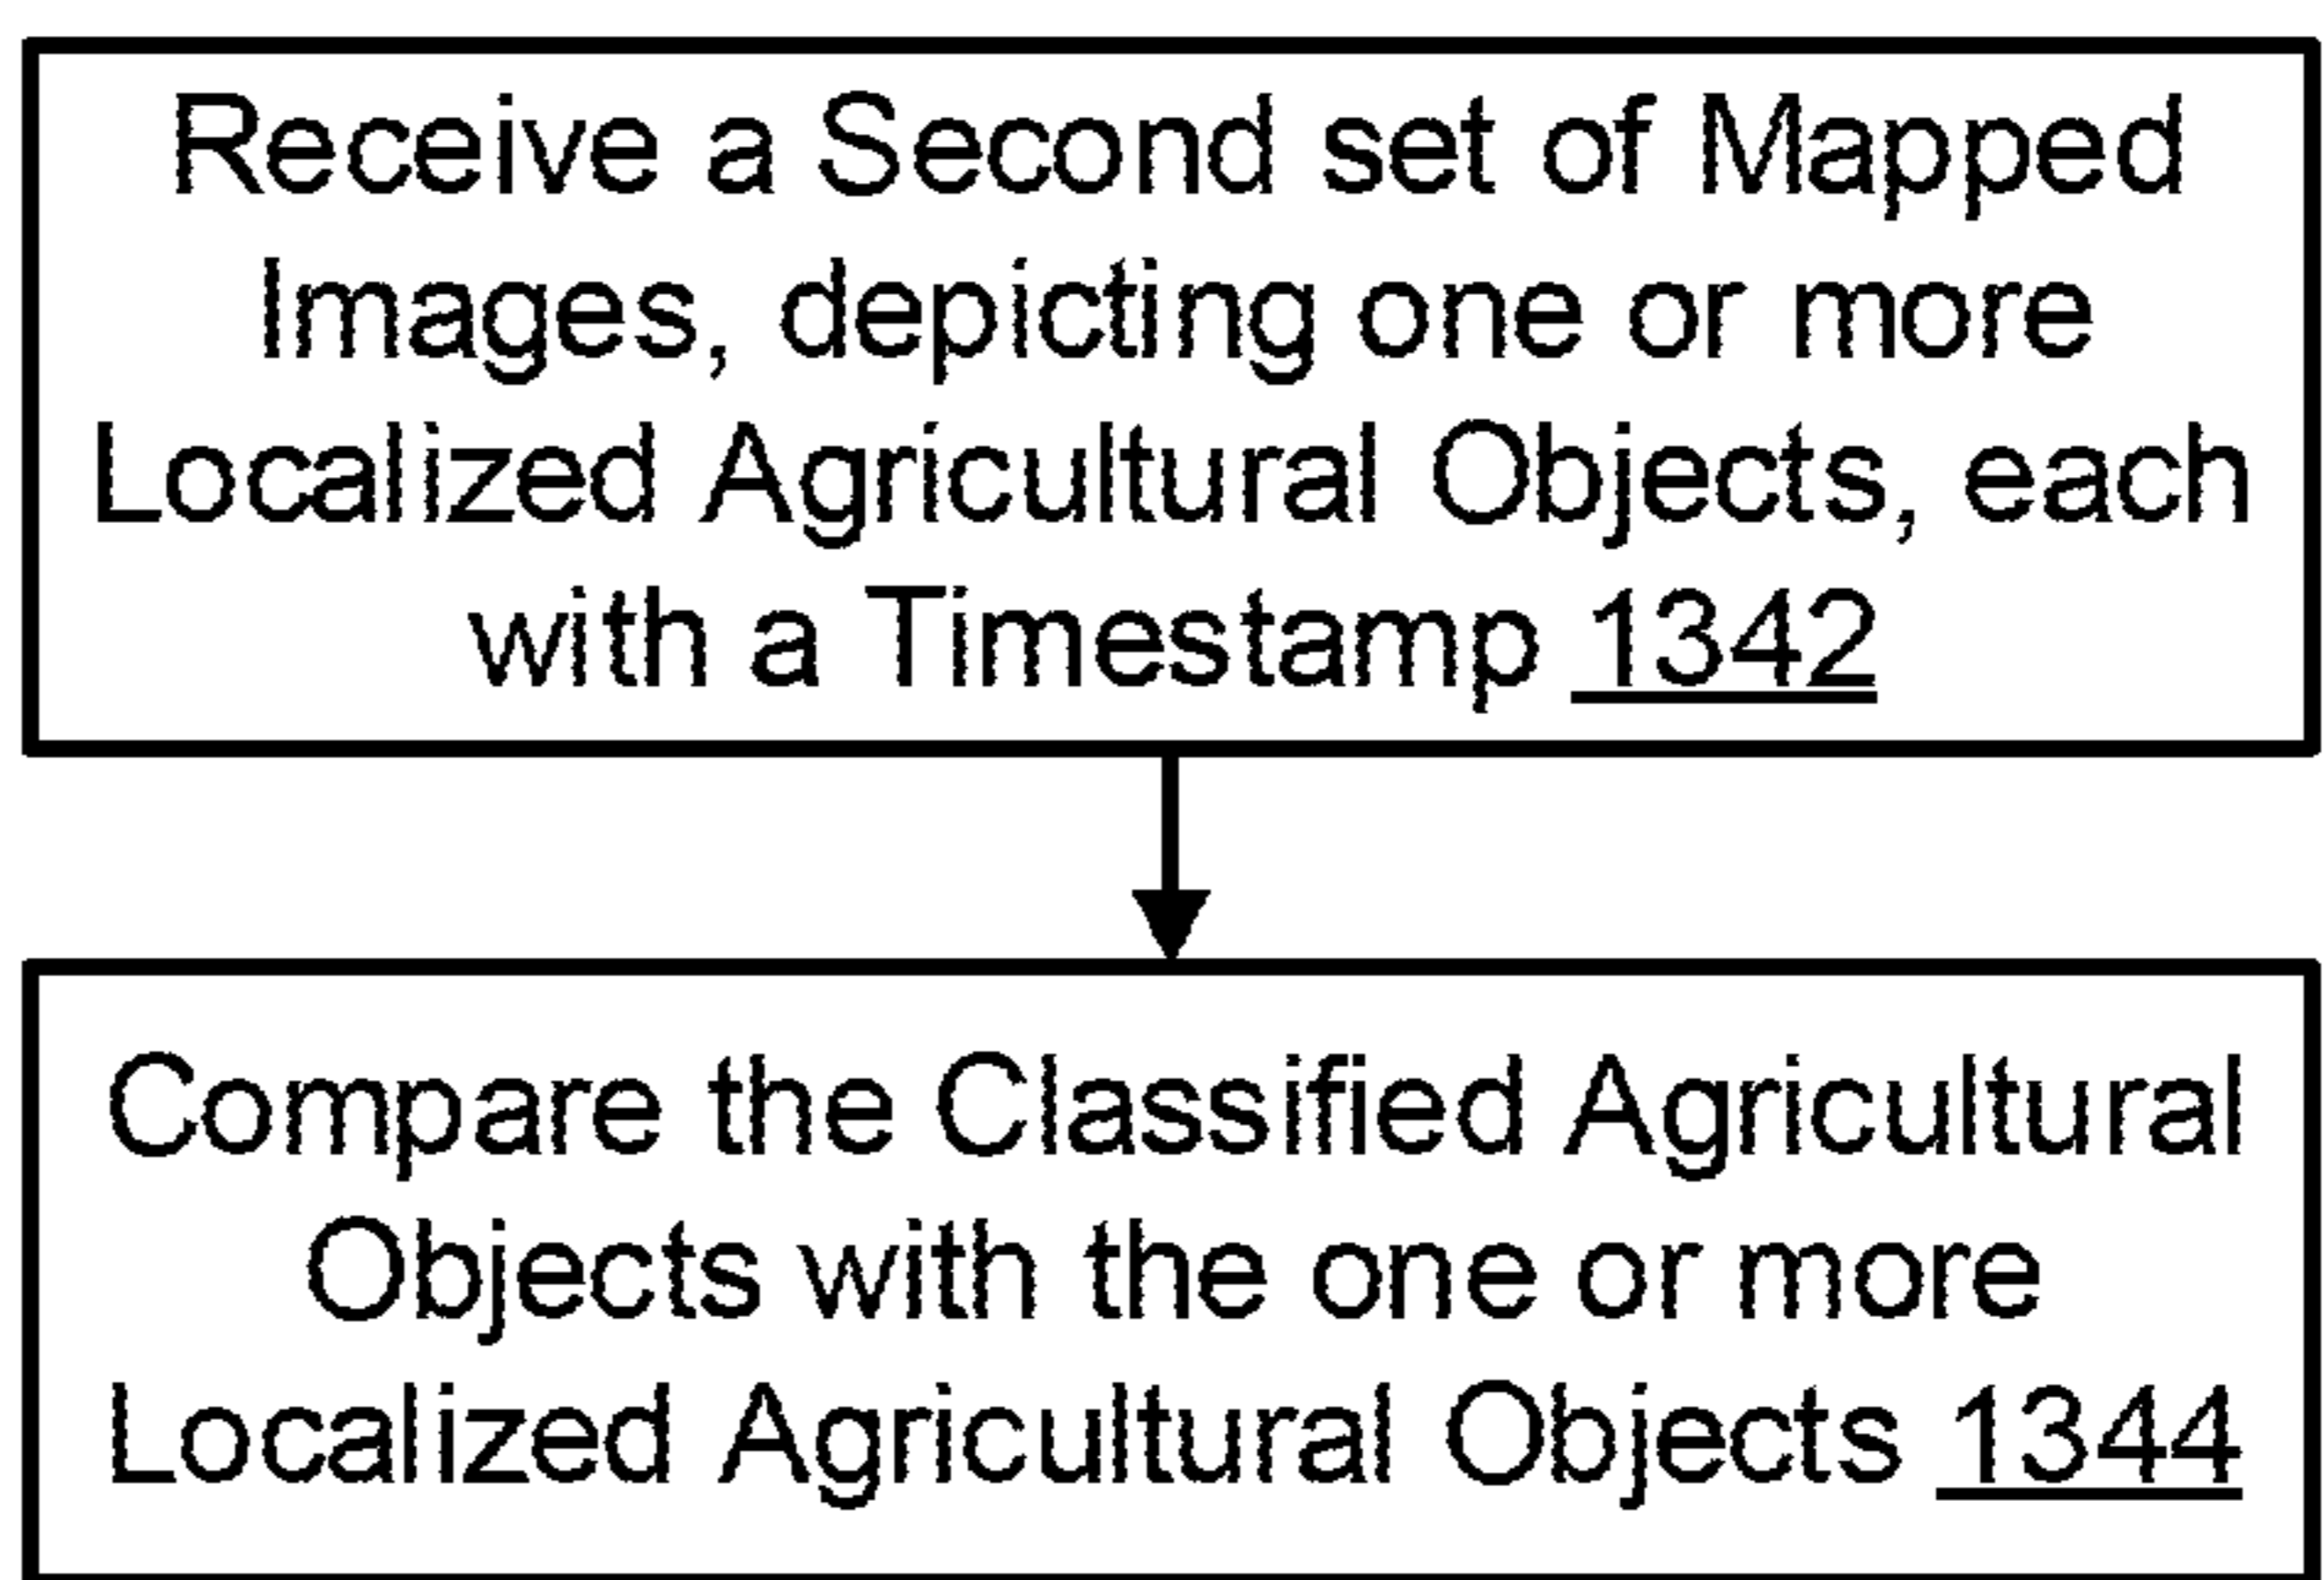 Receive a Second set of Mapped
Images, depicting one or more
Localized Agricultural Objects, each
with a Timestamp 1342
Compare the Classified Agricultural
Objects with the one or more
Localized Agricultural Objects 1344